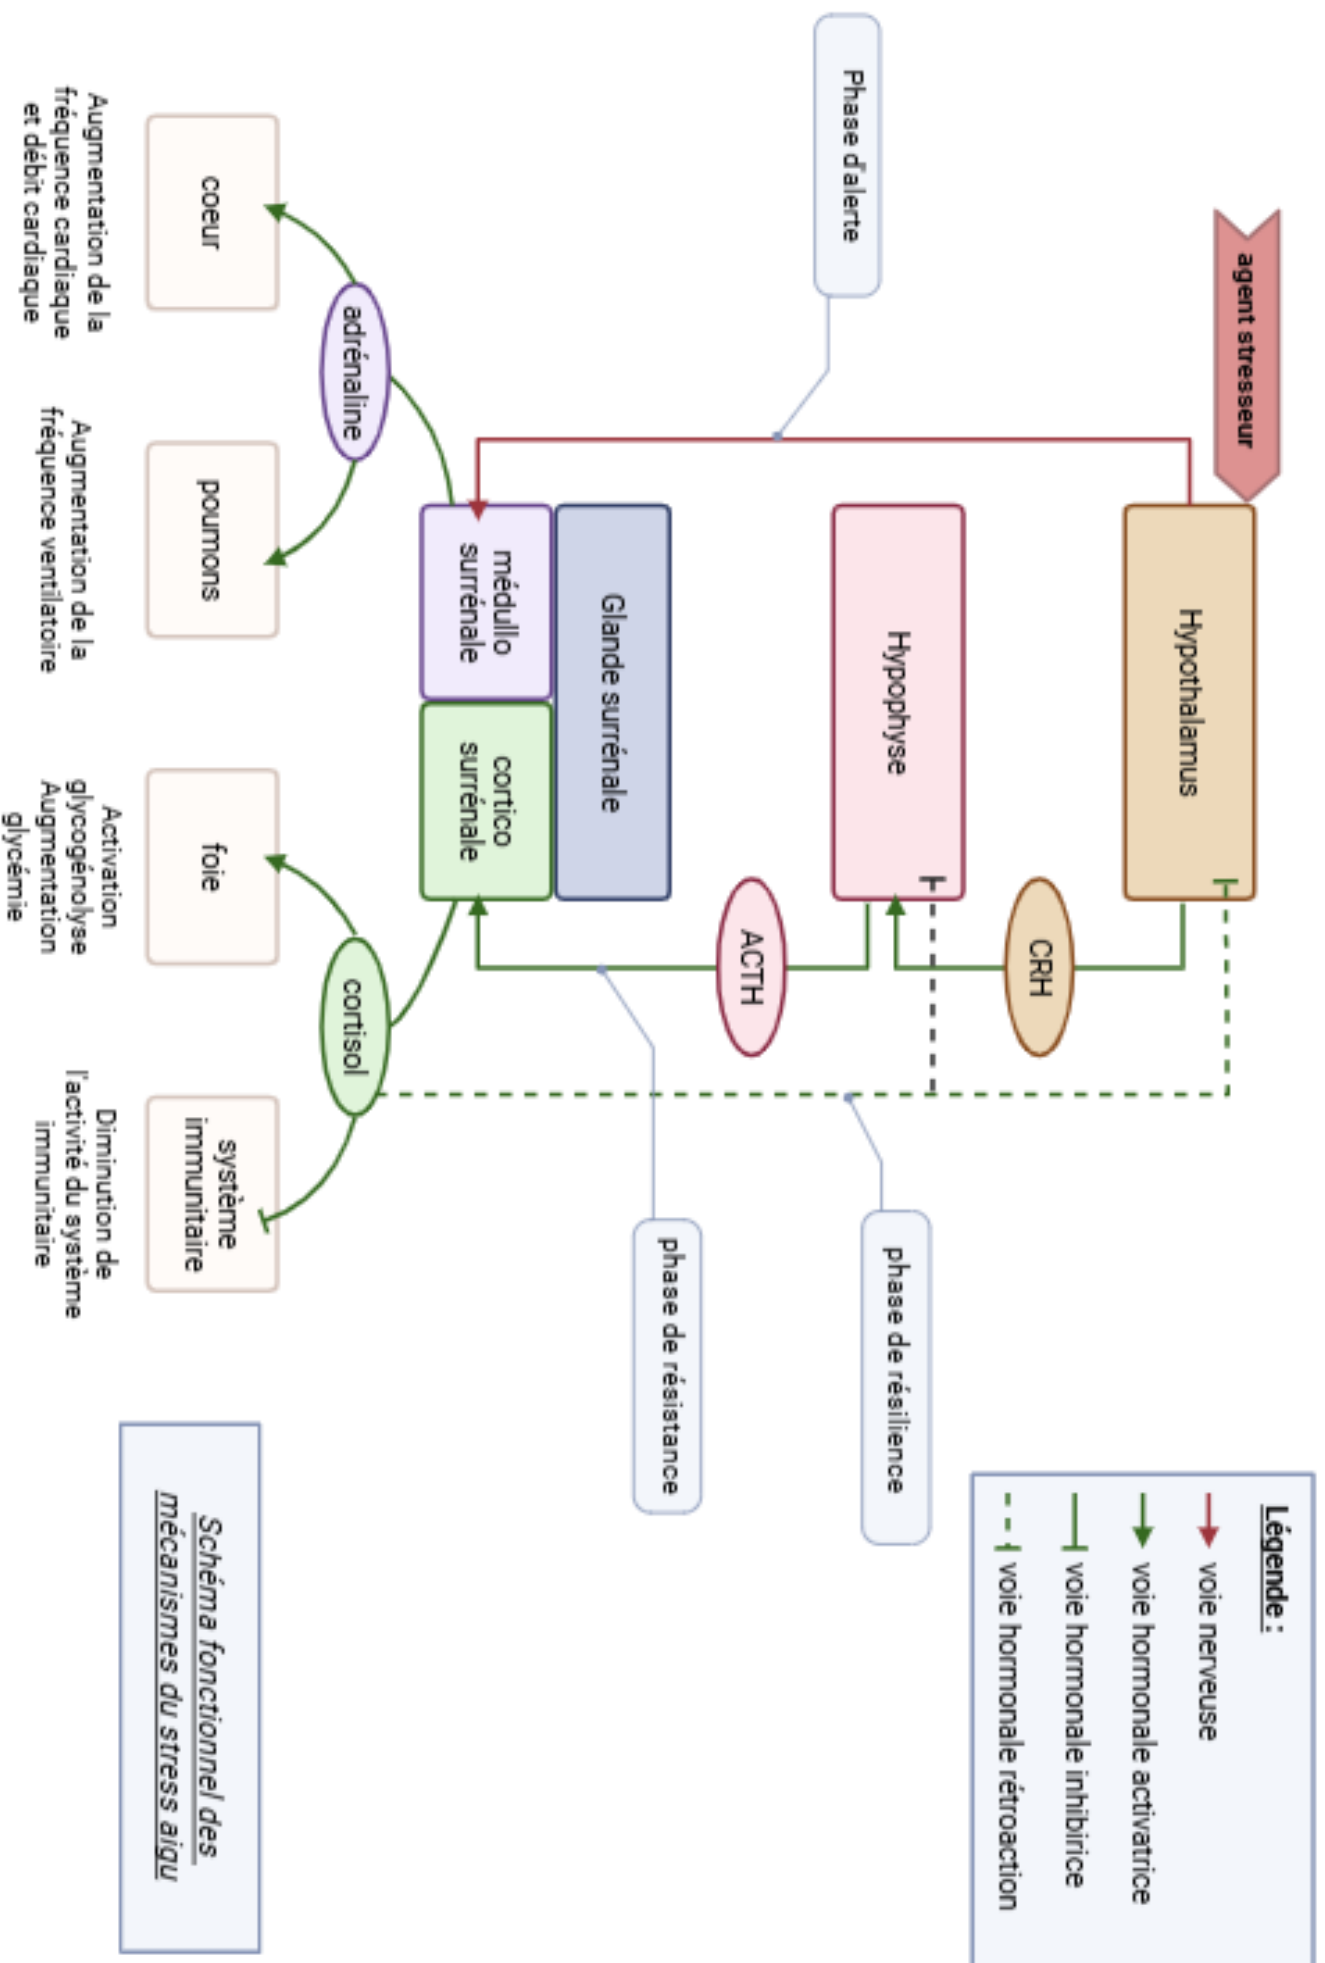 agent stresseur
Légende :
voie nerveuse
voie hormonale activatrice
voie hormonale inhibirice
voie hormonale rétroaction
Hypothalamus
CRH
Phase d'alerte
Hypophyse
phase de résilience
ACTH
phase de résistance
Glande surrénale
médullo
surrénale
cortico
surrénale
adrénaline
cortisol
coeur
poumons
foie
système
immunitaire
Augmentation de la
fréquence cardiaque
et débit cardiaque
Augmentation de la
fréquence ventilatoire
Activation
glycogénolyse
Augmentation
glycémie
Diminution de
l'activité du système
immunitaire
Schéma fonctionnel des
mécanismes du stress aigu